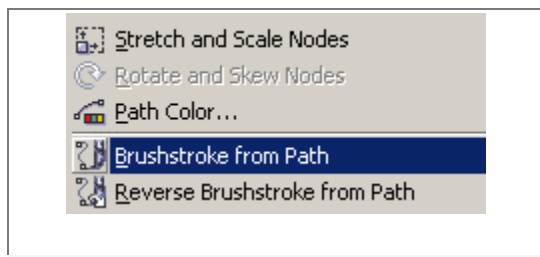 Stretch and Scale Nodes
Rotate and Skew Nodes
Path Color...
Brushstroke from Path
Reverse Brushstroke from Path